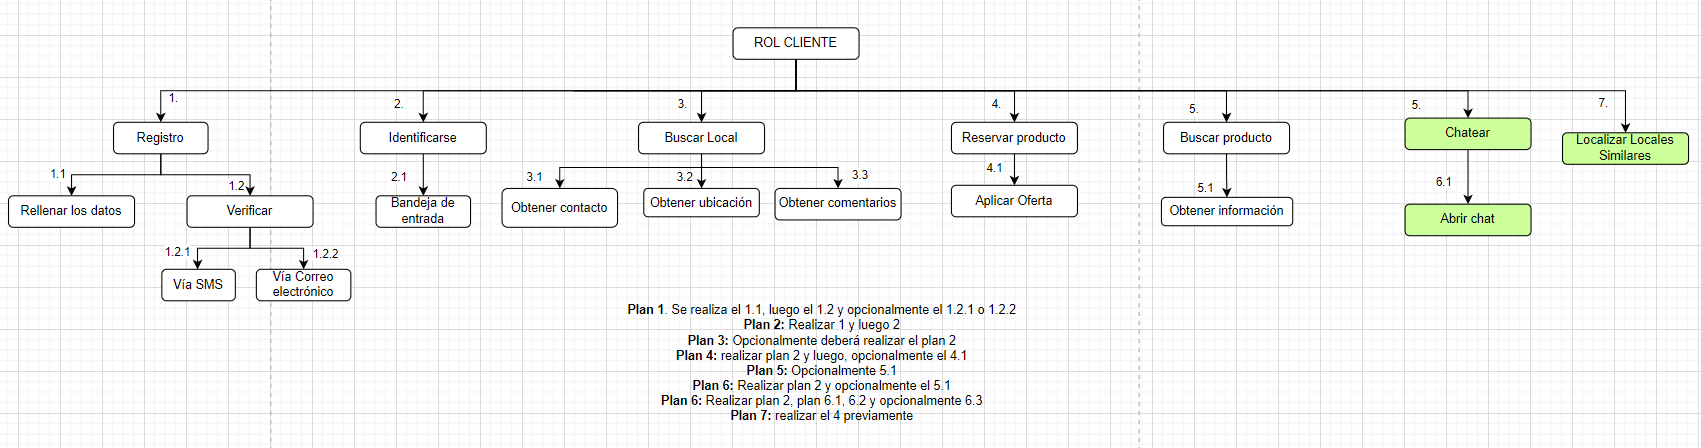 ROL CLIENTE
1.
2.
3.
4.
5.
5.
7.
Registro
Identificarse
Buscar Local
Reservar producto
Buscar producto
Chatear
Localizar Locales
Similares
1.1
1.2
2.1
3.1
3.2
3.3
4.1
5.1
6.1
Rellenar los datos
Verificar
Bandeja de
entrada
Obtener contacto
Obtener ubicación
Obtener comentarios
Aplicar Oferta
Obtener información
Abrir chat
1.2.1
1.2.2
Vía SMS
Vía Correo
electrónico
Plan 1. Se realiza el 1.1, luego el 1.2 y opcionalmente el 1.2.1 o 1.2.2
Plan 2: Realizar 1 y luego 2
Plan 3: Opcionalmente deberá realizar el plan 2
Plan 4: realizar plan 2 y luego, opcionalmente el 4.1
Plan 5: Opcionalmente 5.1
Plan 6: Realizar plan 2 y opcionalmente el 5.1
Plan 6: Realizar plan 2, plan 6.1, 6.2 y opcionalmente 6.3
Plan 7: realizar el 4 previamente